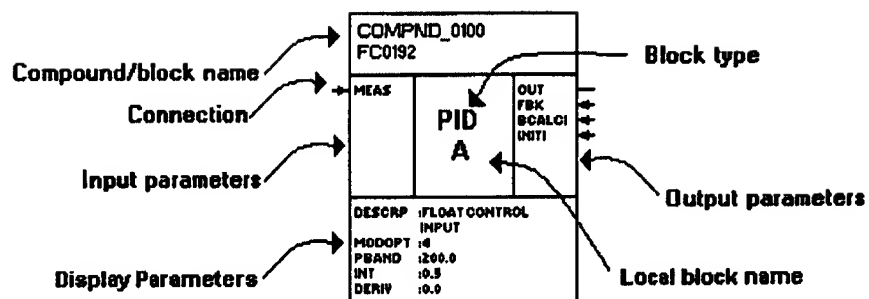 COMPND_0100
FC0192
Block type
Compound/block name
MEAS
OUT
FBK
BCALCI
INITI
Connection
PID
A
Input parameters
Output parameters
DESCRP :FLOAT CONTROL
INPUT
MODOPT :4
PBAND :200.0
INT :0.5
DERIV :0.0
Display Parameters
Local block name